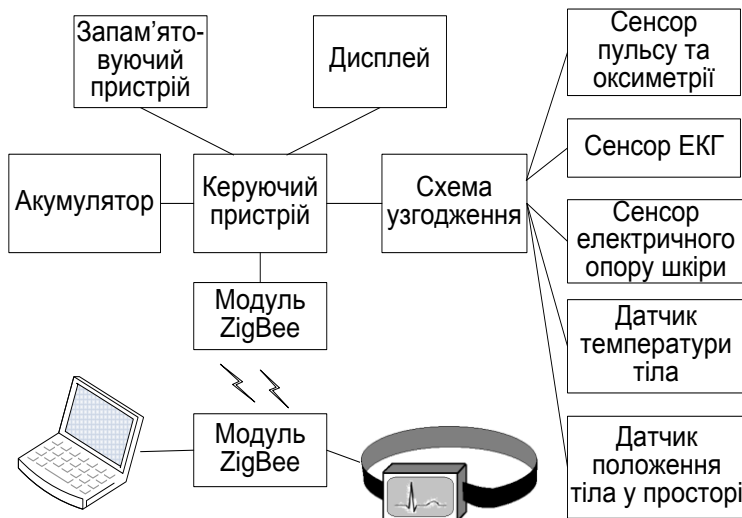 Запам’ято-
вуючий
пристрій
Дисплей
Сенсор
пульсу та
оксиметрії
Сенсор ЕКГ
Акумулятор
Керуючий
пристрій
Схема
узгодження
Сенсор
електричного
опору шкіри
Модуль
ZigBee
Датчик
температури
тіла
Модуль
ZigBee
Датчик
положення
тіла у просторі